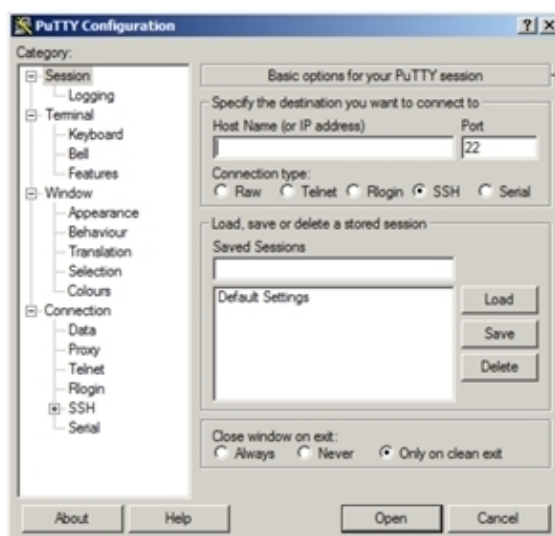 PuTTY Configuration
Category:
Session
Logging
Terminal
Keyboard
Bell
Features
Window
Appearance
Behaviour
Translation
Selection
Colours
Connection
Data
Proxy
Telnet
Rlogin
SSH
Serial
Basic options for your PuTTY session
Specify the destination you want to connect to
Host Name (or IP address) Port
22
Connection type:
Raw Telnet Rlogin SSH Serial
Load, save or delete a stored session
Saved Sessions
Default Settings
Load
Save
Delete
Close window on exit:
Always Never Only on clean exit
About Help Open Cancel